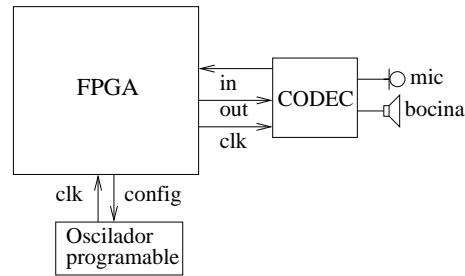 FPGA
in
out
clk
CODEC
mic
bocina
clk
config
Oscilador
programable